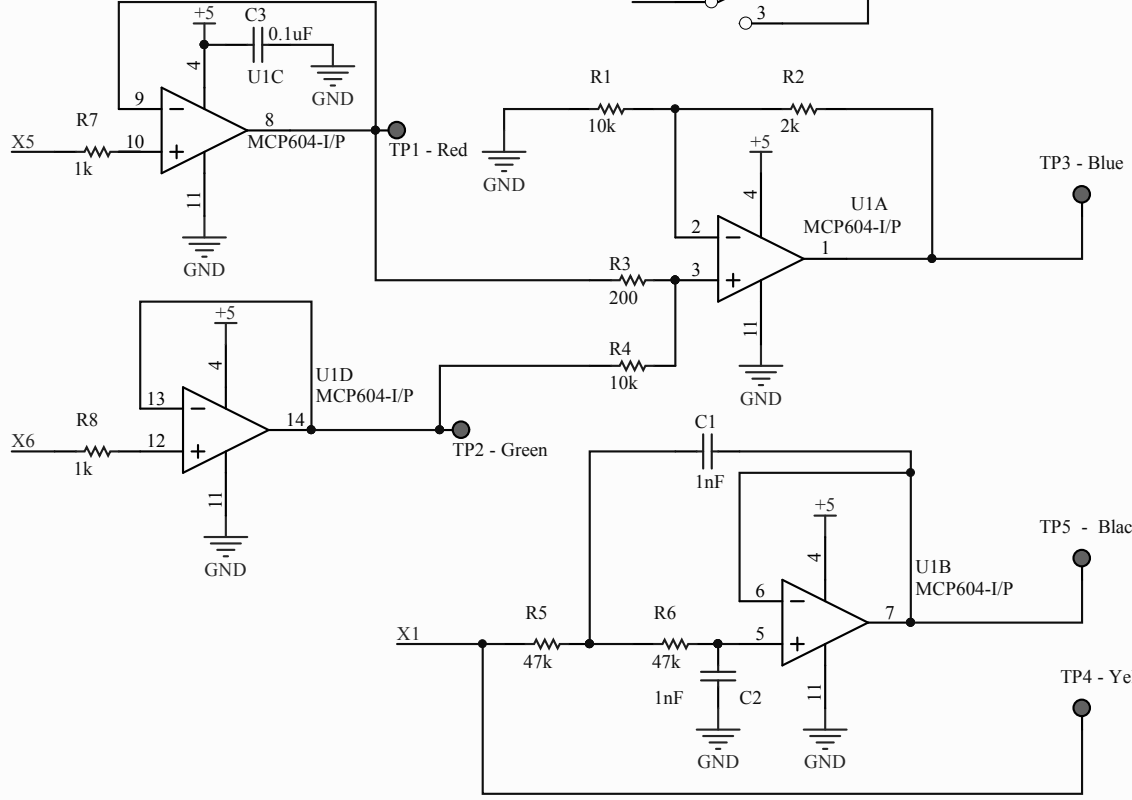 3
+5
C3
0.1uF
4
U1C
GND
9
8
MCP604-I/P
R7
X5
10
1k
TP1 - Red
11
GND
R1
10k
R2
2k
GND
+5
4
TP3 - Blue
U1A
MCP604-I/P
2
1
3
R3
200
11
GND
R4
10k
+5
4
U1D
MCP604-I/P
13
14
R8
X6
12
1k
TP2 - Green
11
GND
C1
1nF
+5
4
TP5 - Blac
U1B
MCP604-I/P
6
7
X1
R5
47k
R6
47k
5
1nF
C2
11
GND
GND
TP4 - Ye